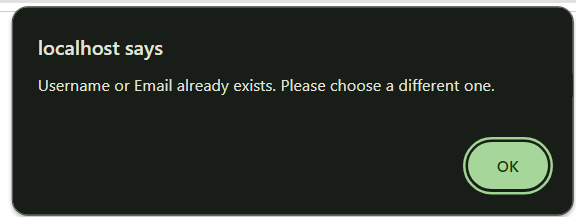 localhost says
Username or Email already exists. Please choose a different one.
OK